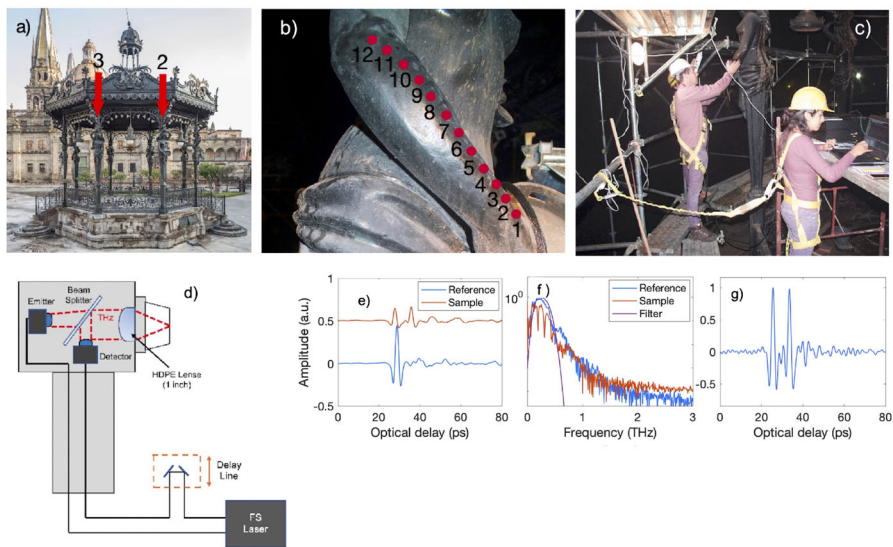 a)
3
2
b)
12
11
10
9
8
7
6
5
4
3
2
1
c)
d)
Beam
Splitter
Emitter
THz
Detector
HDPE Lense
(1 inch)
Delay
Line
FS
Laser
e)
Reference
Sample
Amplitude (a.u.)
1
0.5
0
-0.5
0 20 40 60 80
Optical delay (ps)
f)
Reference
Sample
Filter
10⁰
0 1 2 3
Frequency (THz)
g)
1
0.5
0
-0.5
0 20 40 60 80
Optical delay (ps)